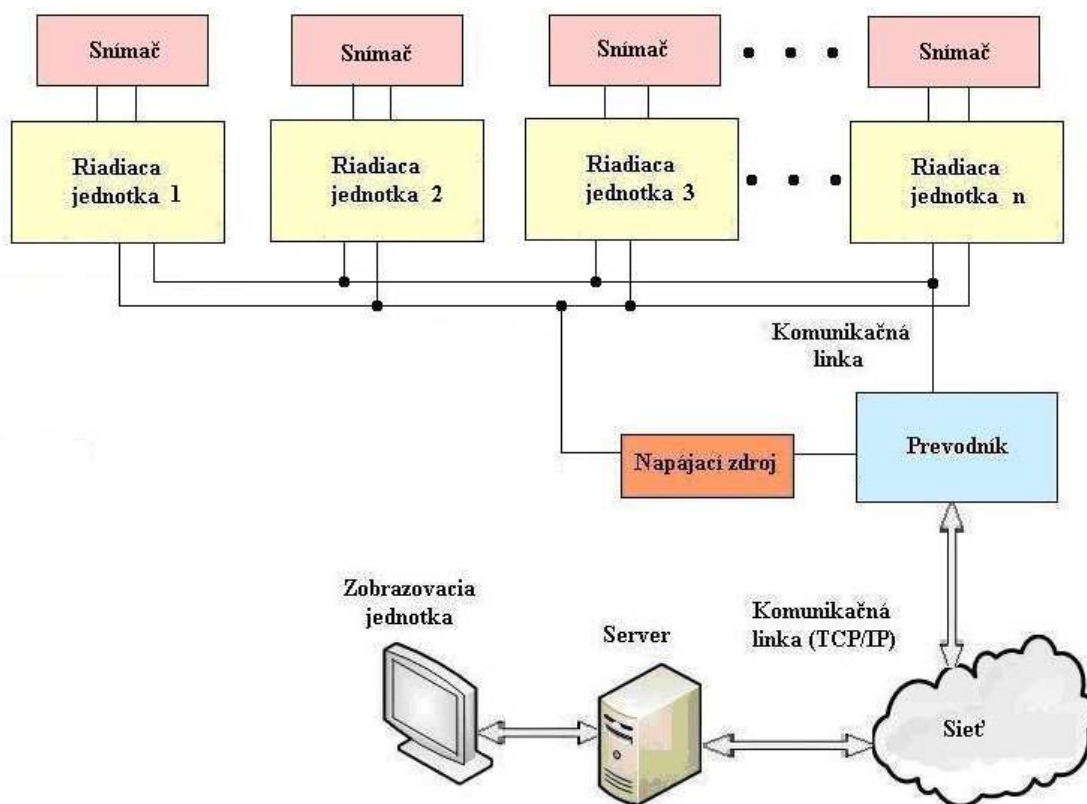 Snímač
Snímač
Snímač
Snímač
Riadiaca
jednotka 1
Riadiaca
jednotka 2
Riadiaca
jednotka 3
Riadiaca
jednotka n
Komunikačná
linka
Napájací zdroj
Prevodník
Zobrazovacia
jednotka
Server
Komunikačná
linka (TCP/IP)
Sieť